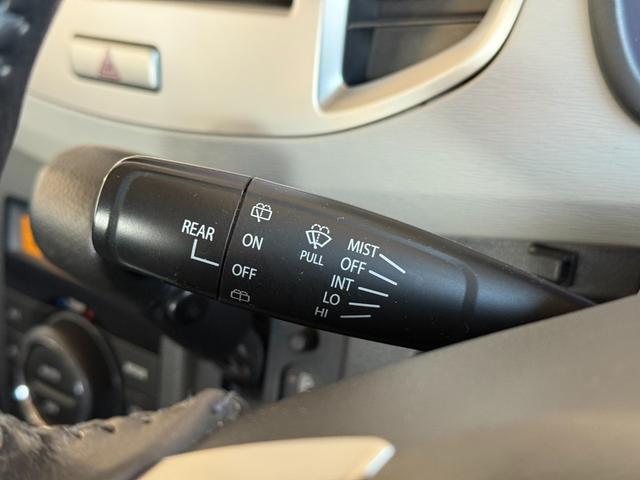 REAR
ON
OFF
PULL
MIST
OFF
INT
LO
HI